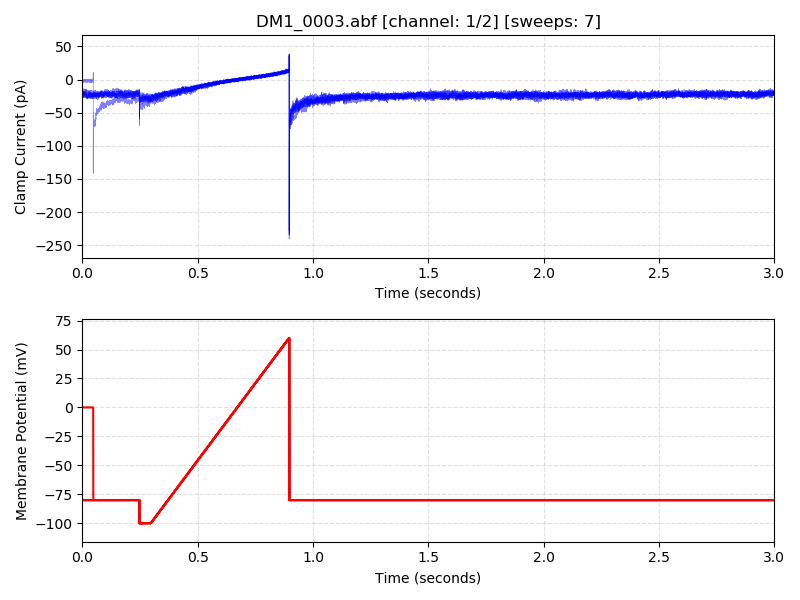 DM1_0003.abf [channel: 1/2] [sweeps: 7]
Clamp Current (pA)
50
0
−50
−100
−150
−200
−250
0.0 0.5 1.0 1.5 2.0 2.5 3.0
Time (seconds)
Membrane Potential (mV)
75
50
25
0
−25
−50
−75
−100
0.0 0.5 1.0 1.5 2.0 2.5 3.0
Time (seconds)